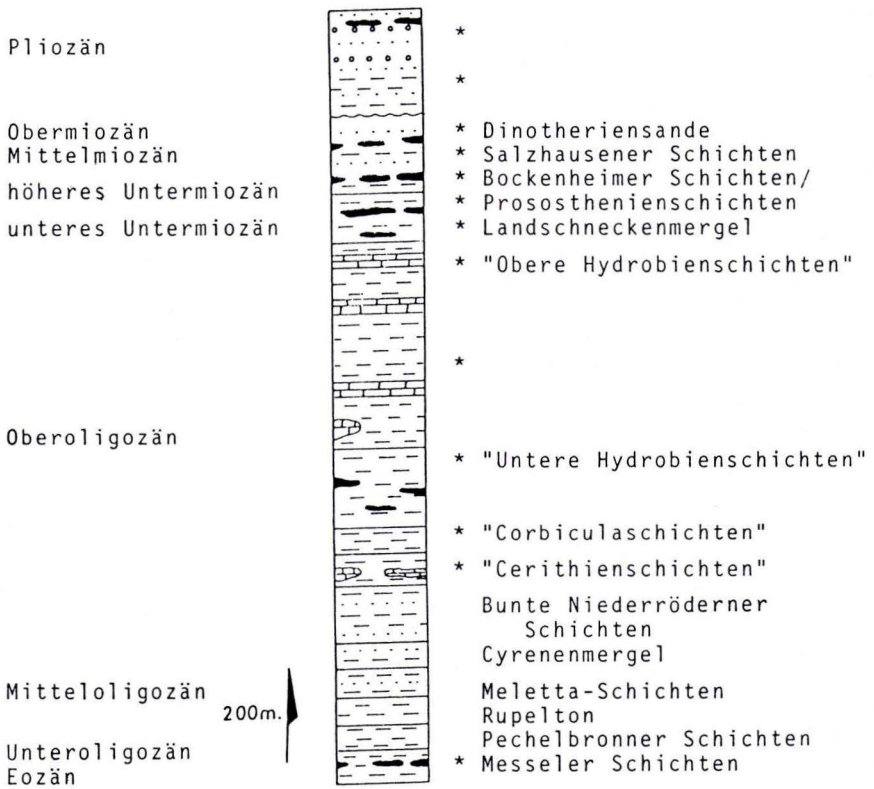 Pliozän
*
*
Obermiozän
* Dinotheriensande
Mittelmiozän
* Salzhausener Schichten
höheres Untermiozän
* Bockenheimer Schichten/
* Prososthenienschichten
unteres Untermiozän
* Landschneckenmergel
* "Obere Hydrobienschichten"
*
Oberoligozän
* "Untere Hydrobienschichten"
* "Corbiculaschichten"
* "Cerithienschichten"
Bunte Niederröderner
Schichten
Cyrenenmergel
Mitteloligozän
Meletta-Schichten
200m.
Rupelton
Pechelbronner Schichten
Unteroligozän
* Messeler Schichten
Eozän